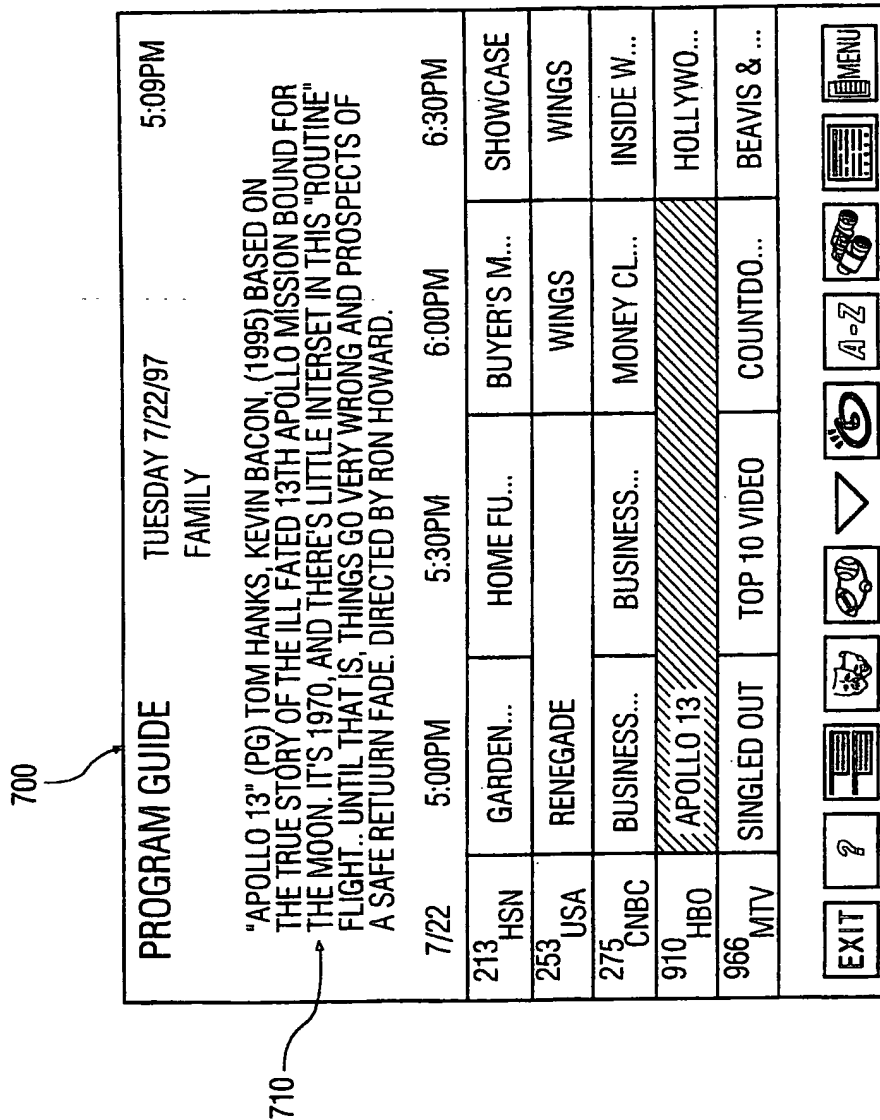 700
PROGRAM GUIDE TUESDAY 7/22/97 5:09PM
FAMILY
710
"APOLLO 13" (PG) TOM HANKS, KEVIN BACON, (1995) BASED ON
THE TRUE STORY OF THE ILL FATED 13TH APOLLO MISSION BOUND FOR
THE MOON. IT'S 1970, AND THERE'S LITTLE INTERSET IN THIS "ROUTINE"
FLIGHT.. UNTIL THAT IS, THINGS GO VERY WRONG AND PROSPECTS OF
A SAFE RETUURN FADE. DIRECTED BY RON HOWARD.
7/22 5:00PM 5:30PM 6:00PM 6:30PM
213 HSN GARDEN... HOME FU... BUYER'S M... SHOWCASE
253 USA RENEGADE WINGS WINGS
275 CNBC BUSINESS... BUSINESS... MONEY CL... INSIDE W...
910 HBO APOLLO 13 HOLLYWO...
966 MTV SINGLED OUT TOP 10 VIDEO COUNTDO... BEAVIS & ...
EXIT ? A-Z MENU